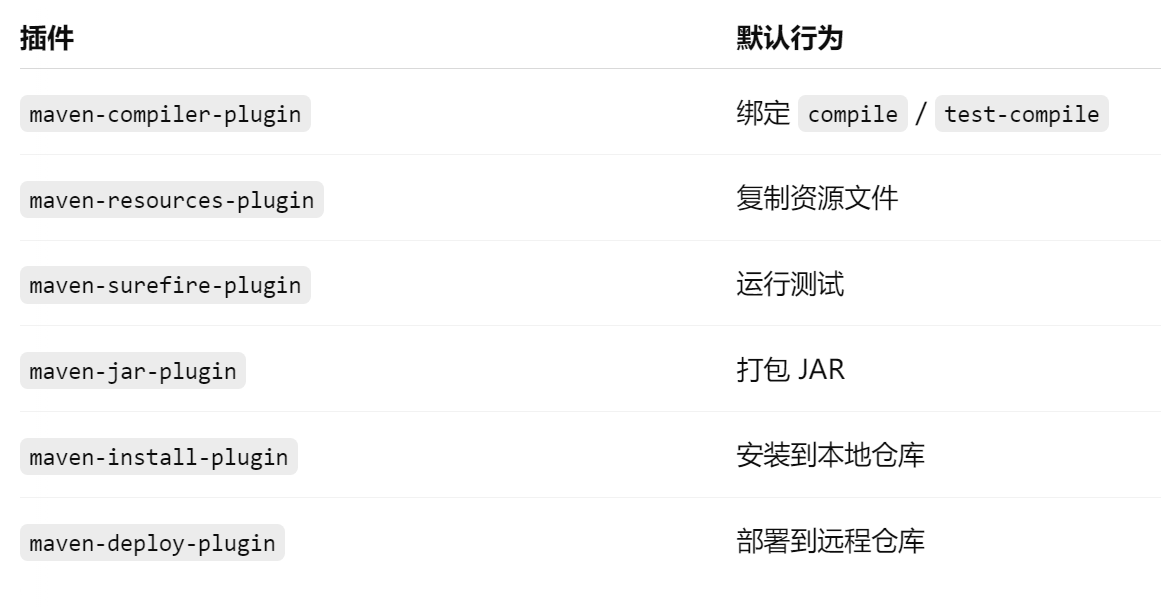 插件 默认行为
maven-compiler-plugin 绑定 compile / test-compile
maven-resources-plugin 复制资源文件
maven-surefire-plugin 运行测试
maven-jar-plugin 打包 JAR
maven-install-plugin 安装到本地仓库
maven-deploy-plugin 部署到远程仓库